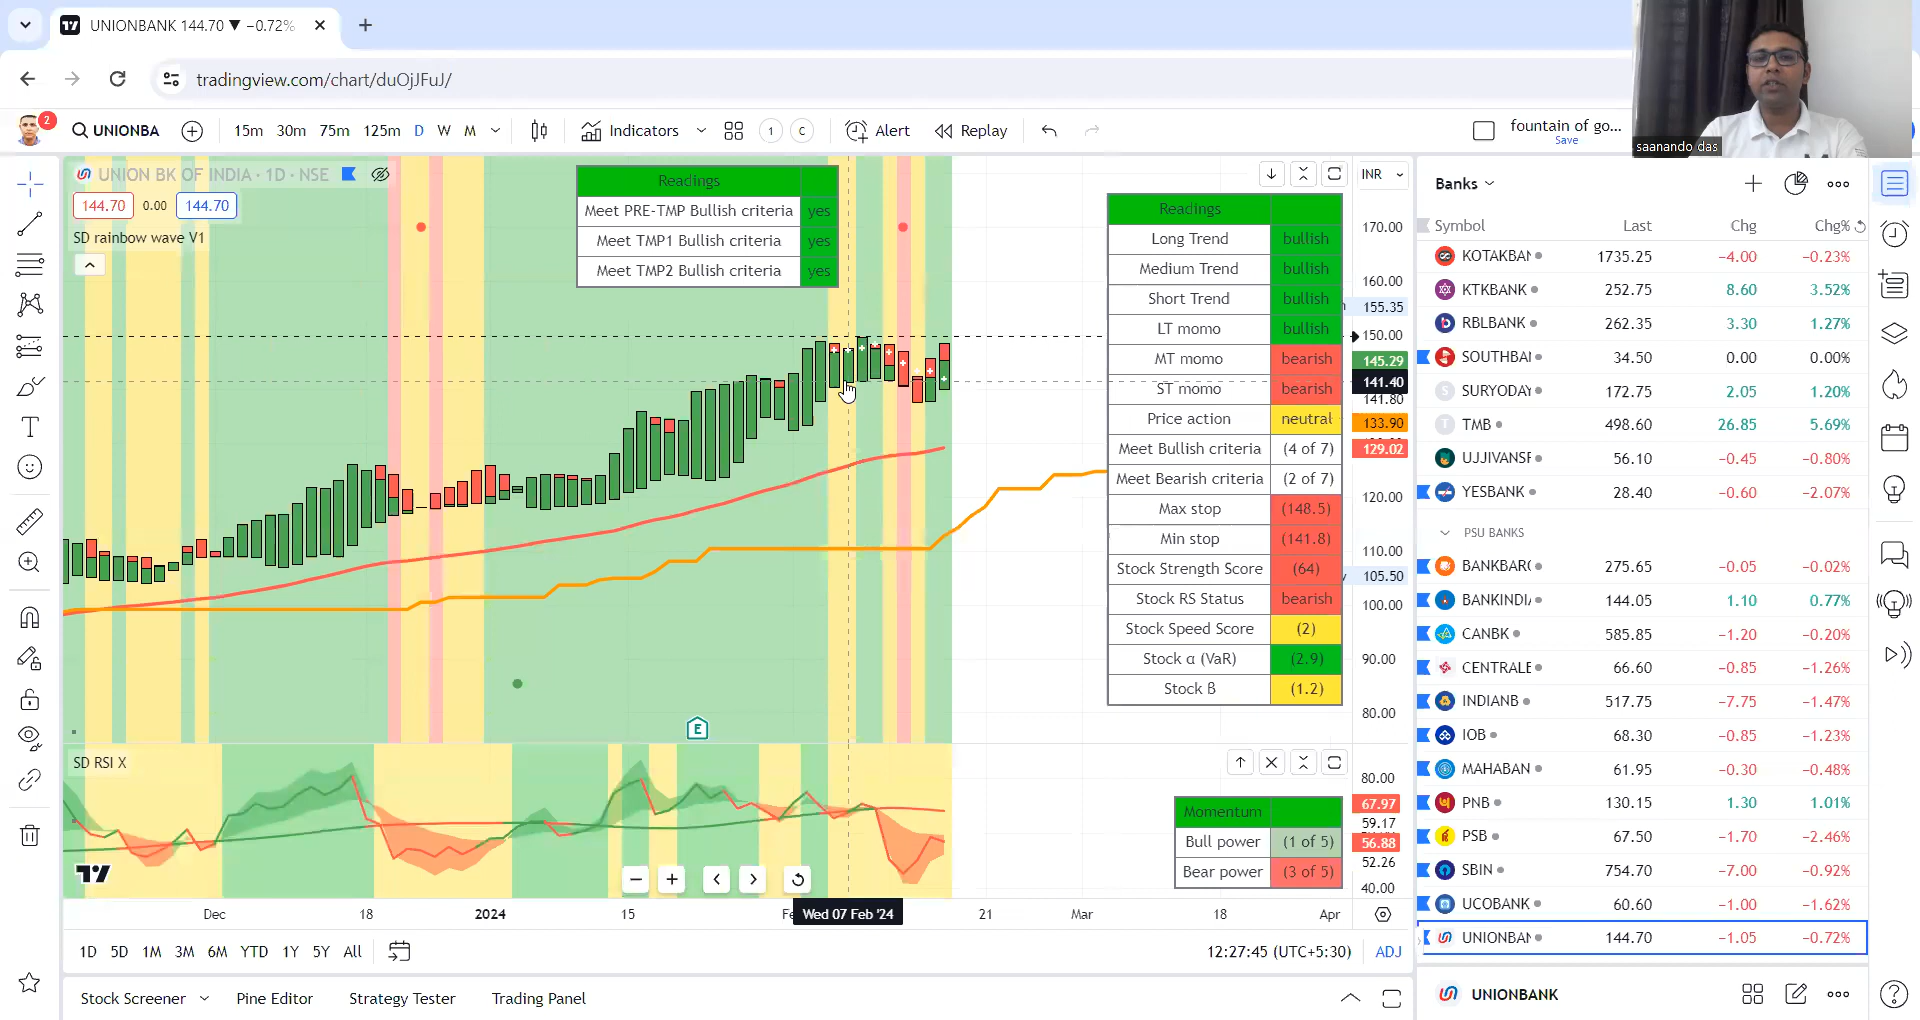 UNIONBANK 144.70 ▼ −0.72%
tradingview.com/chart/duOjJFuJ/
2
UNIONBA
15m 30m 75m 125m D W M
Indicators
1 C
Alert
Replay
fountain of go...
Save
saanando das
UNION BK OF INDIA · 1D · NSE
144.70 0.00 144.70
SD rainbow wave V1
Readings
Meet PRE-TMP Bullish criteria yes
Meet TMP1 Bullish criteria yes
Meet TMP2 Bullish criteria yes
Readings
Long Trend bullish
Medium Trend bullish
Short Trend bullish
LT momo bullish
MT momo bearish
ST momo bearish
Price action neutral
Meet Bullish criteria (4 of 7)
Meet Bearish criteria (2 of 7)
Max stop (148.5)
Min stop (141.8)
Stock Strength Score (64)
Stock RS Status bearish
Stock Speed Score (2)
Stock α (VaR) (2.9)
Stock β (1.2)
INR
170.00
160.00
155.35
150.00
145.29
141.40
141.80
133.90
129.02
120.00
110.00
105.50
100.00
90.00
80.00
E
SD RSI X
Momentum
Bull power (1 of 5)
Bear power (3 of 5)
80.00
67.97
59.17
56.88
52.26
40.00
Dec 18 2024 15 Wed 07 Feb '24 21 Mar 18 Apr
1D 5D 1M 3M 6M YTD 1Y 5Y All
12:27:45 (UTC+5:30) ADJ
Stock Screener Pine Editor Strategy Tester Trading Panel
Banks
Symbol Last Chg Chg%
KOTAKBAN 1735.25 −4.00 −0.23%
KTKBANK 252.75 8.60 3.52%
RBLBANK 262.35 3.30 1.27%
SOUTHBAI 34.50 0.00 0.00%
SURYODAY 172.75 2.05 1.20%
TMB 498.60 26.85 5.69%
UJJIVANSF 56.10 −0.45 −0.80%
YESBANK 28.40 −0.60 −2.07%
PSU BANKS
BANKBARO 275.65 −0.05 −0.02%
BANKINDIA 144.05 1.10 0.77%
CANBK 585.85 −1.20 −0.20%
CENTRALB 66.60 −0.85 −1.26%
INDIANB 517.75 −7.75 −1.47%
IOB 68.30 −0.85 −1.23%
MAHABAN 61.95 −0.30 −0.48%
PNB 130.15 1.30 1.01%
PSB 67.50 −1.70 −2.46%
SBIN 754.70 −7.00 −0.92%
UCOBANK 60.60 −1.00 −1.62%
UNIONBAN 144.70 −1.05 −0.72%
UNIONBANK